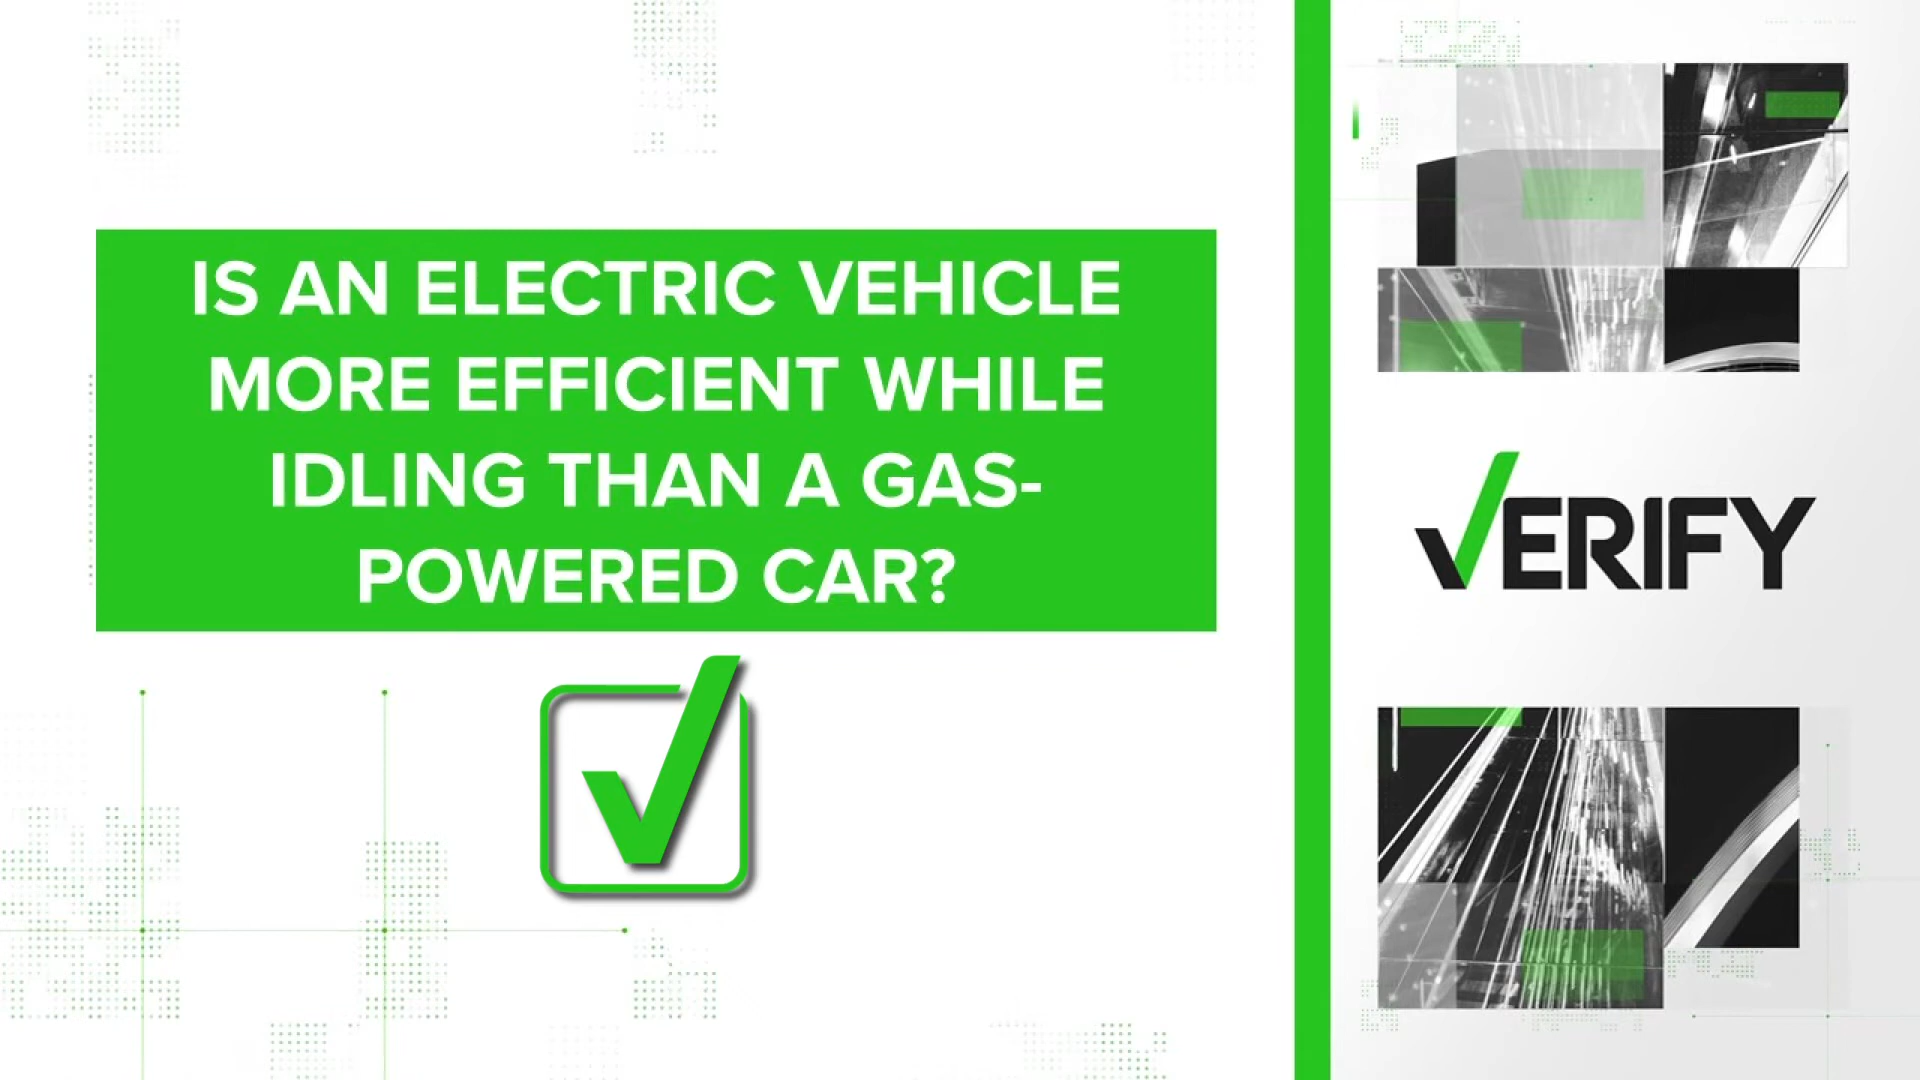 IS AN ELECTRIC VEHICLE
MORE EFFICIENT WHILE
IDLING THAN A GAS-
POWERED CAR?
VERIFY